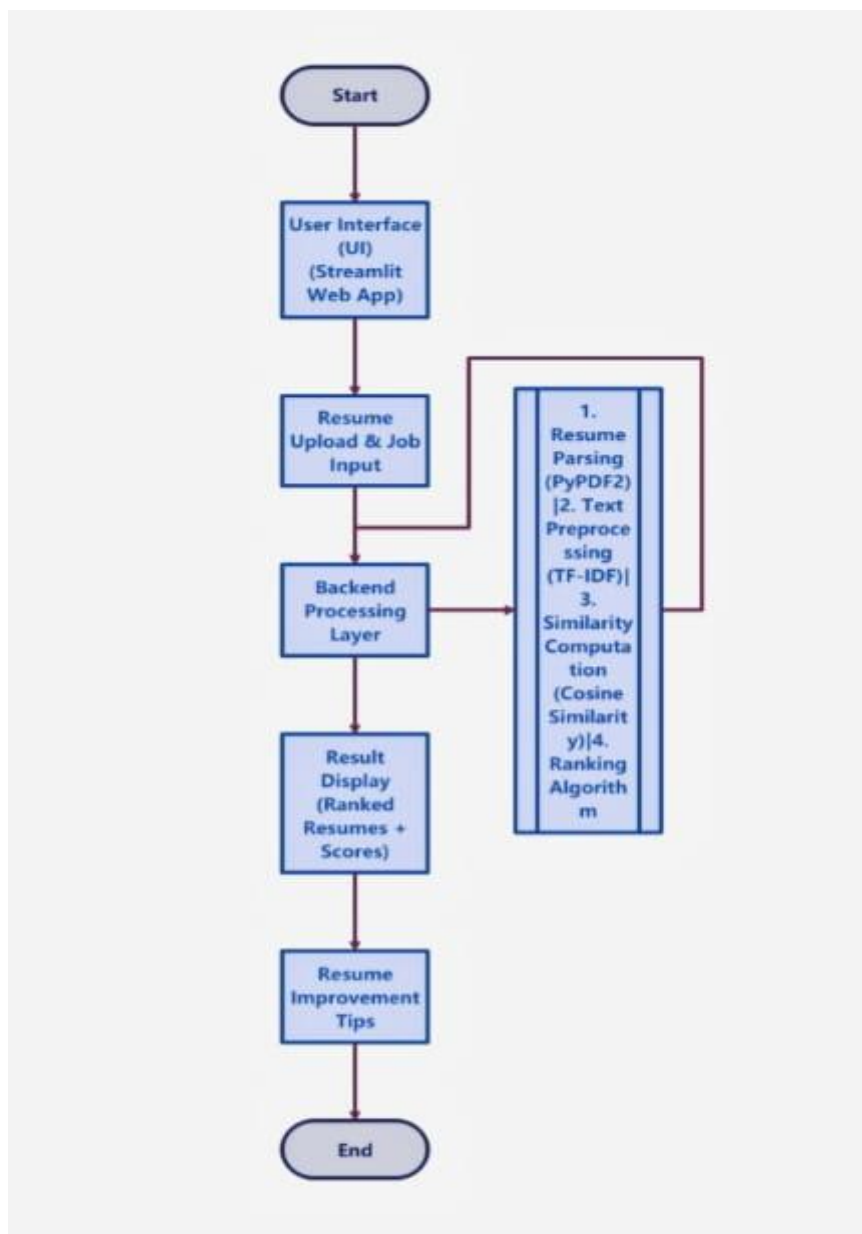 Start
User Interface
(UI)
(Streamlit
Web App)
Resume
Upload & Job
Input
Backend
Processing
Layer
1.
Resume
Parsing
(PyPDF2)
|2. Text
Preproce
ssing
(TF-IDF)|
3.
Similarity
Computa
tion
(Cosine
Similarit
y)|4.
Ranking
Algorith
m
Result
Display
(Ranked
Resumes +
Scores)
Resume
Improvement
Tips
End